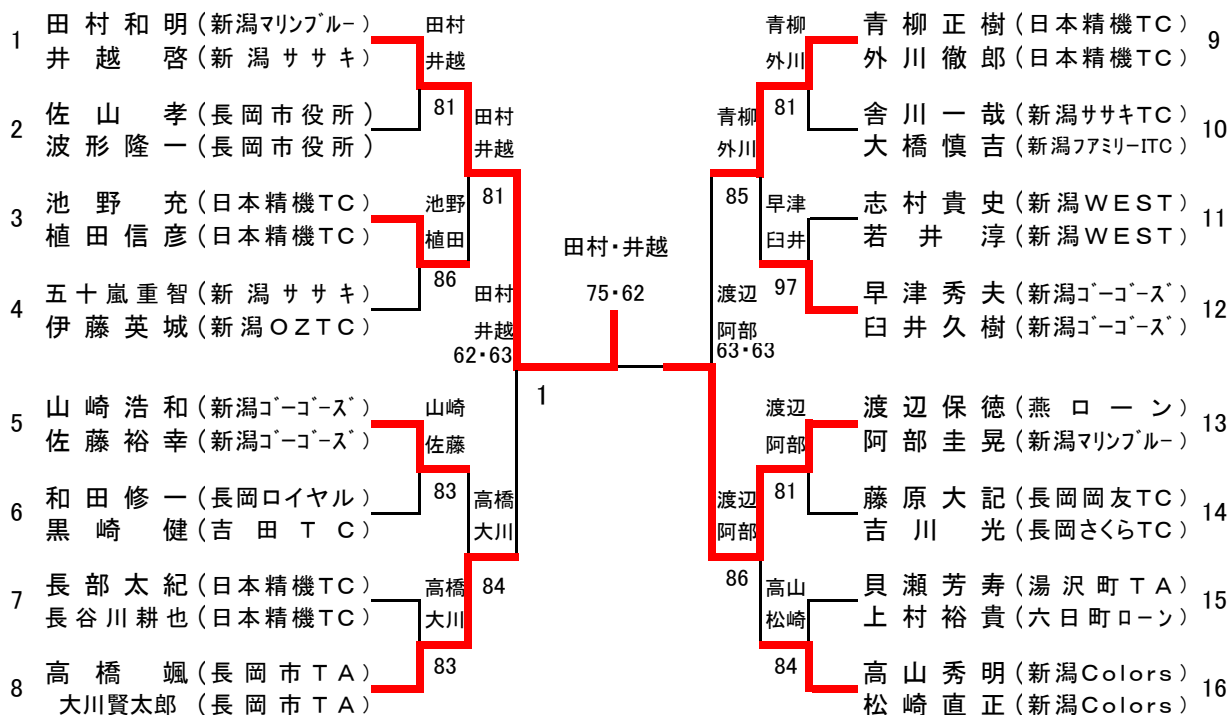 1 田村和明(新潟マリンブルー)
井越啓(新潟ササキ)
2 佐山孝(長岡市役所)
波形隆一(長岡市役所)
3 池野充(日本精機TC)
植田信彦(日本精機TC)
4 五十嵐重智(新潟ササキ)
伊藤英城(新潟OZTC)
5 山崎浩和(新潟ゴーゴーズ)
佐藤裕幸(新潟ゴーゴーズ)
6 和田修一(長岡ロイヤル)
黒崎健(吉田TC)
7 長部太紀(日本精機TC)
長谷川耕也(日本精機TC)
8 高橋颯(長岡市TA)
大川賢太郎(長岡市TA)
田村
井越
81
池野
植田
86
山崎
佐藤
83
高橋
大川
83
田村
井越
81
高橋
大川
84
田村
井越
62・63
1
田村・井越
75・62
渡辺
阿部
63・63
青柳
外川
85
渡辺
阿部
86
青柳
外川
81
早津
臼井
97
渡辺
阿部
81
高山
松崎
84
青柳正樹(日本精機TC) 9
外川徹郎(日本精機TC)
舎川一哉(新潟ササキTC) 10
大橋慎吉(新潟フアミリーITC)
志村貴史(新潟WEST) 11
若井淳(新潟WEST)
早津秀夫(新潟ゴーゴーズ) 12
臼井久樹(新潟ゴーゴーズ)
渡辺保徳(燕ローン) 13
阿部圭晃(新潟マリンブルー)
藤原大記(長岡岡友TC) 14
吉川光(長岡さくらTC)
貝瀬芳寿(湯沢町TA) 15
上村裕貴(六日町ローン)
高山秀明(新潟Colors) 16
松崎直正(新潟Colors)